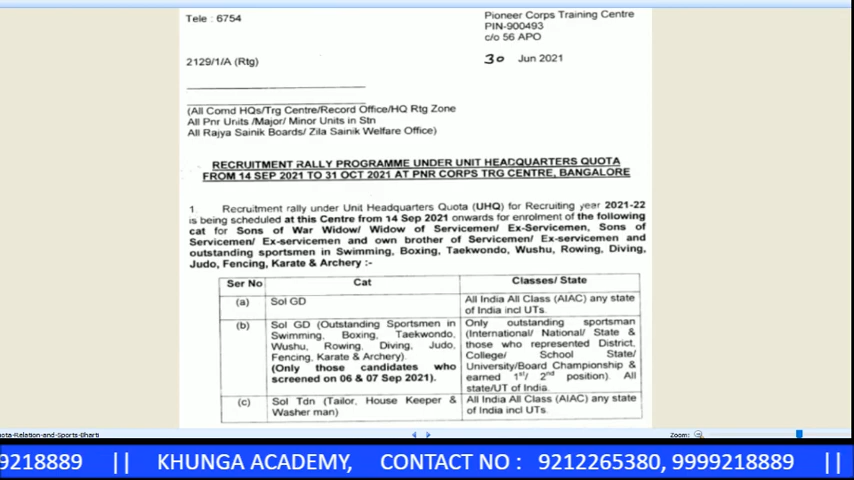 Tele : 6754
Pioneer Corps Training Centre
PIN-900493
c/o 56 APO
2129/1/A (Rtg)
30 Jun 2021
(All Comd HQs/Trg Centre/Record Office/HQ Rtg Zone
All Pnr Units /Major/ Minor Units in Stn
All Rajya Sainik Boards/ Zila Sainik Welfare Office)
RECRUITMENT RALLY PROGRAMME UNDER UNIT HEADQUARTERS QUOTA
FROM 14 SEP 2021 TO 31 OCT 2021 AT PNR CORPS TRG CENTRE, BANGALORE
1. Recruitment rally under Unit Headquarters Quota (UHQ) for Recruiting year 2021-22
is being scheduled at this Centre from 14 Sep 2021 onwards for enrolment of the following
cat for Sons of War Widow/ Widow of Servicemen/ Ex-Servicemen, Sons of
Servicemen/ Ex-servicemen and own brother of Servicemen/ Ex-servicemen and
outstanding sportsmen in Swimming, Boxing, Taekwondo, Wushu, Rowing, Diving,
Judo, Fencing, Karate & Archery :-
Ser No Cat Classes/ State
(a) Sol GD
All India All Class (AIAC) any state
of India incl UTs.
(b) Sol GD (Outstanding Sportsmen in
Swimming, Boxing, Taekwondo,
Wushu, Rowing, Diving, Judo,
Fencing, Karate & Archery).
(Only those candidates who
screened on 06 & 07 Sep 2021).
Only outstanding sportsman
(International/ National/ State &
those who represented District,
College/ School State/
University/Board Championship &
earned 1st/ 2nd position). All
state/UT of India.
(c) Sol Tdn (Tailor, House Keeper &
Washer man)
All India All Class (AIAC) any state
of India incl UTs.
ota-Relation-and-Sports-Bharti
Zoom:
9218889 || KHUNGA ACADEMY, CONTACT NO : 9212265380, 9999218889 ||